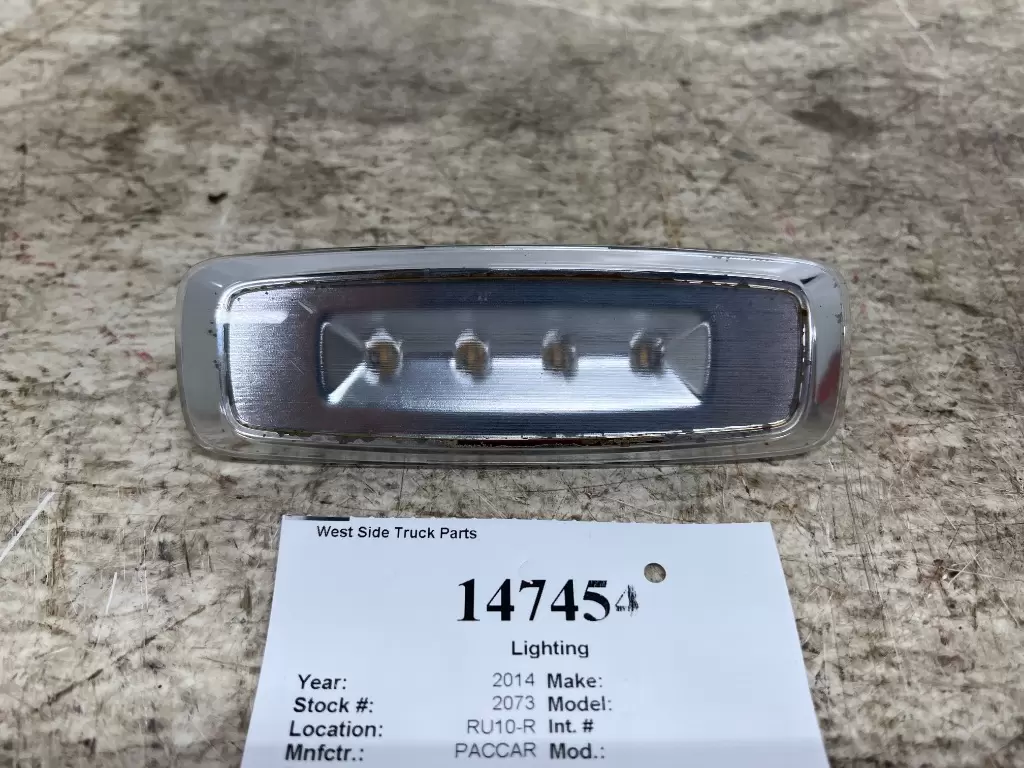 West Side Truck Parts
147454
Lighting
Year: 2014 Make:
Stock #: 2073 Model:
Location: RU10-R Int. #
Mnfctr.: PACCAR Mod.: